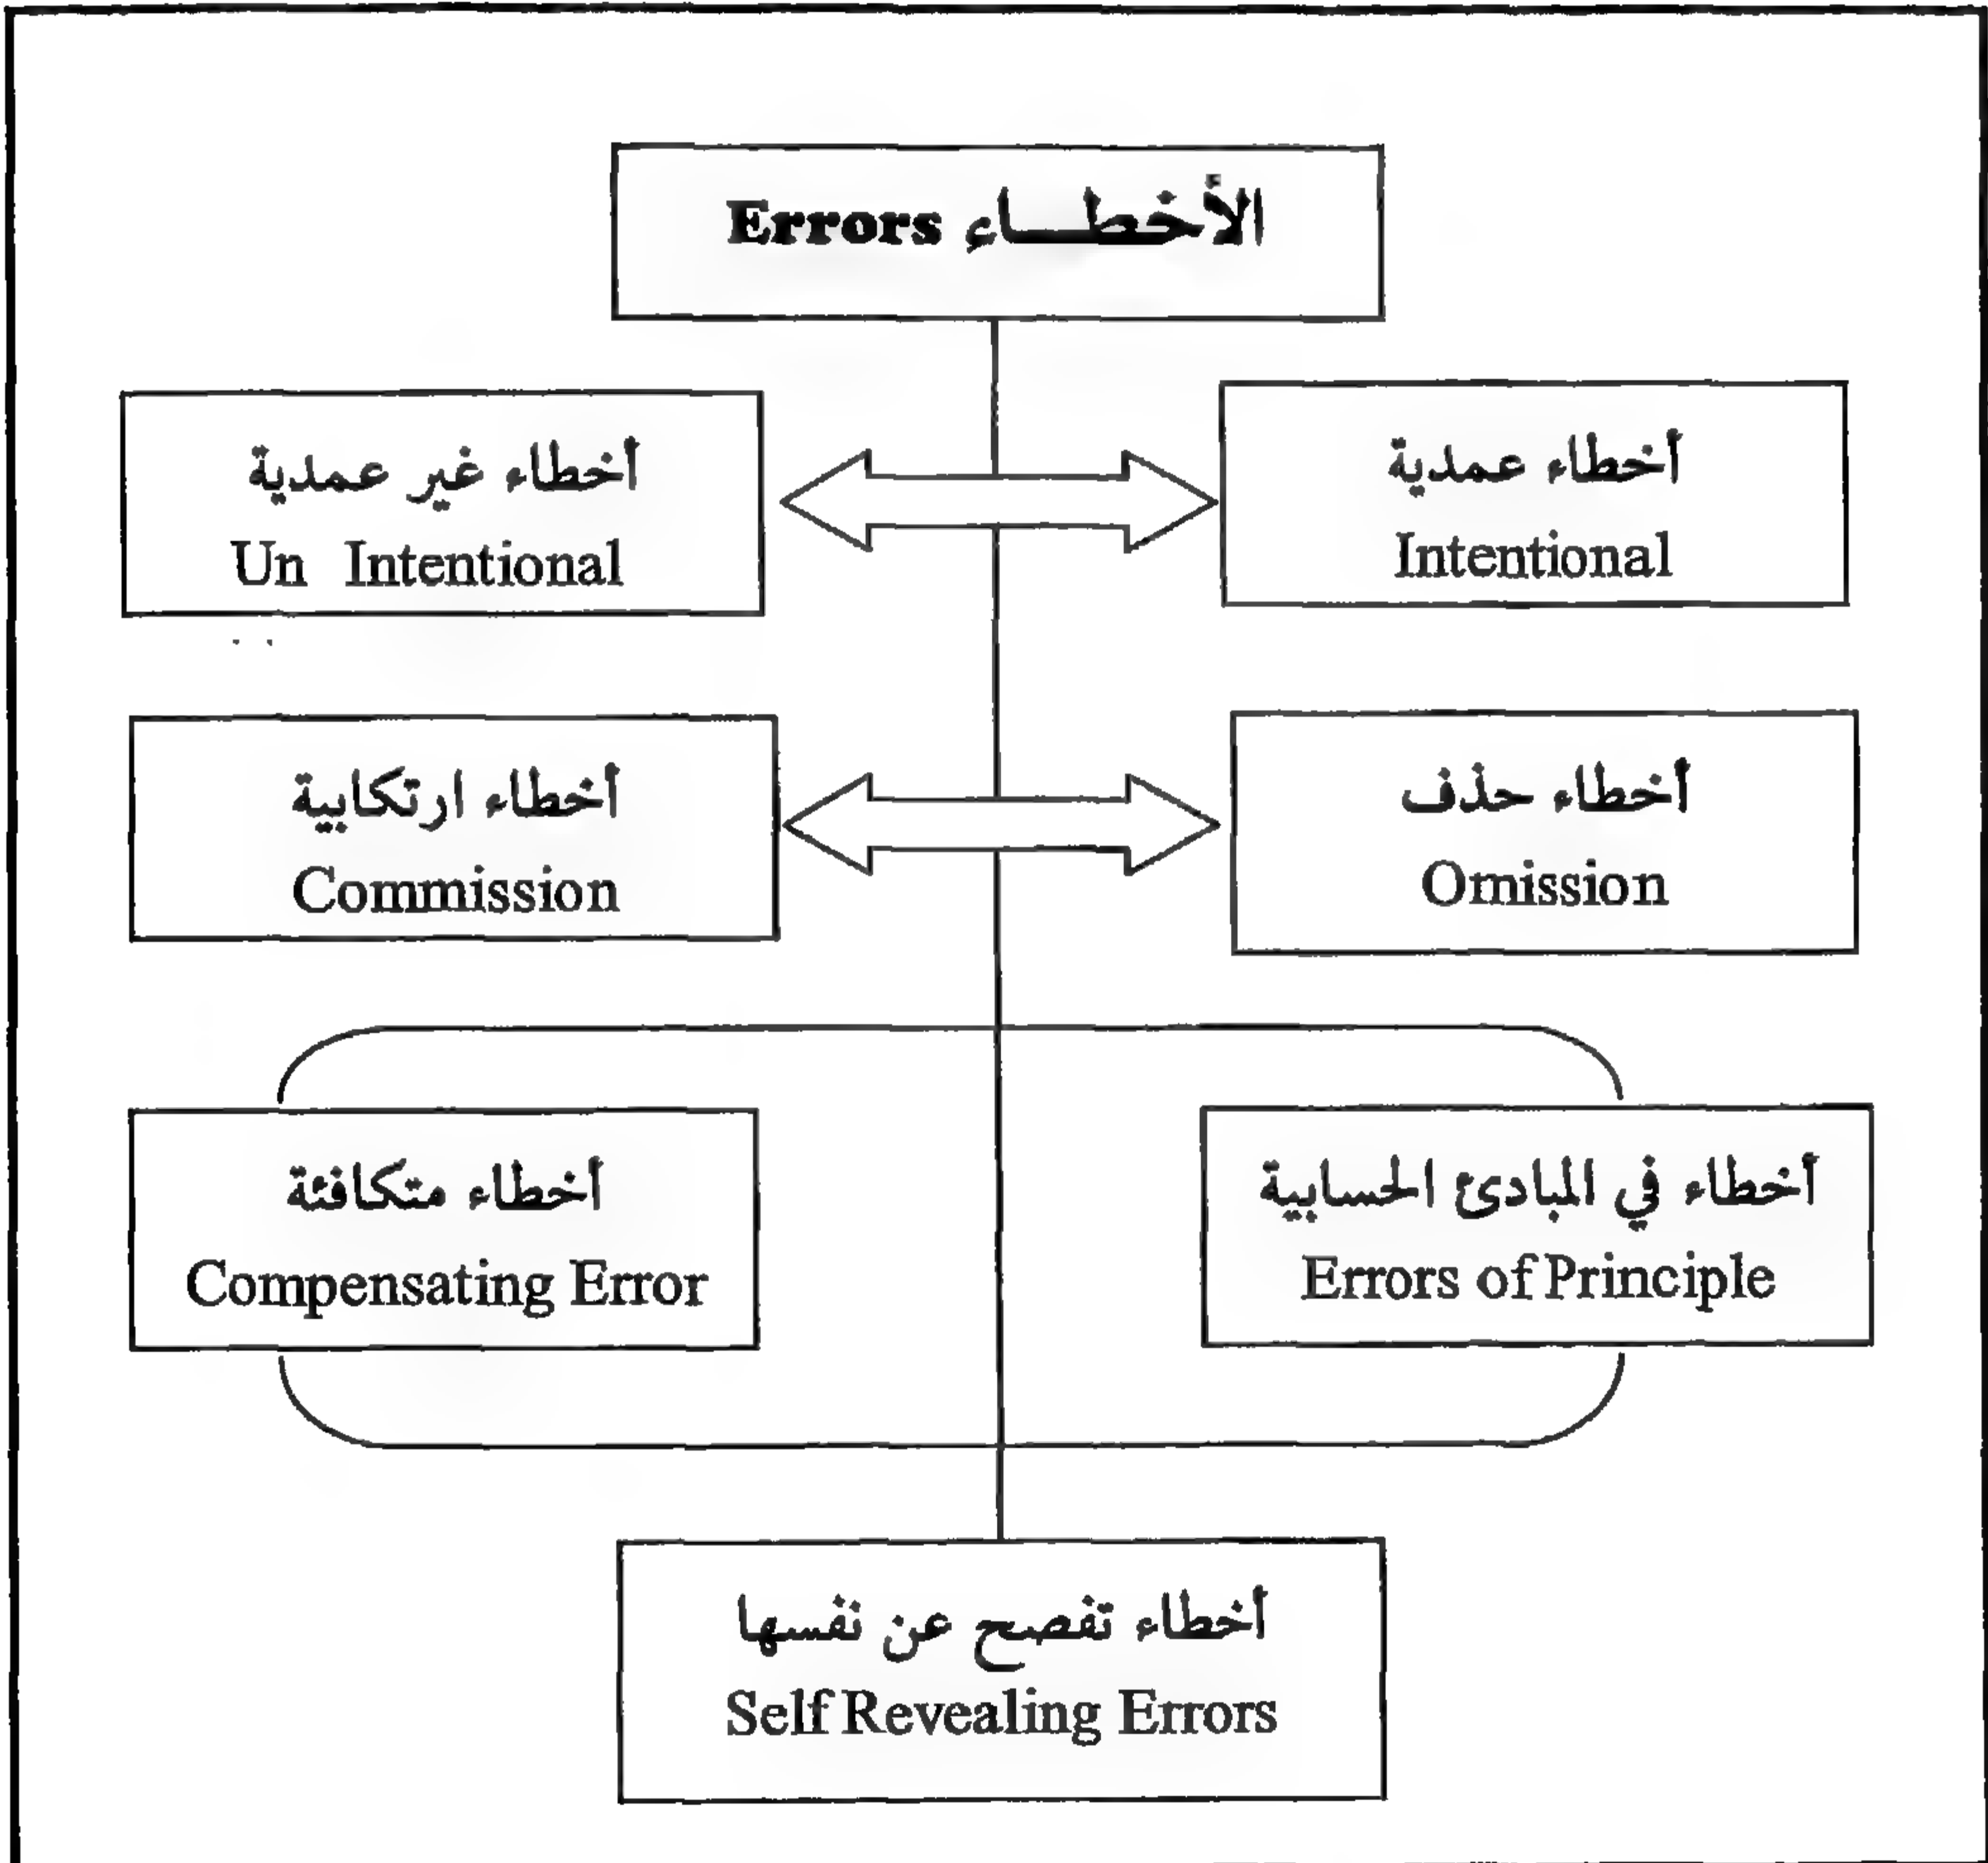 الأخطـــاء Errors
أخطاء عمدية
Intentional
أخطاء غير عمدية
Un Intentional
أخطاء حذف
Omission
أخطاء ارتكابية
Commission
أخطاء في المبادئ الحسابية
Errors of Principle
أخطاء متكافئة
Compensating Error
أخطاء تفصح عن نفسها
Self Revealing Errors